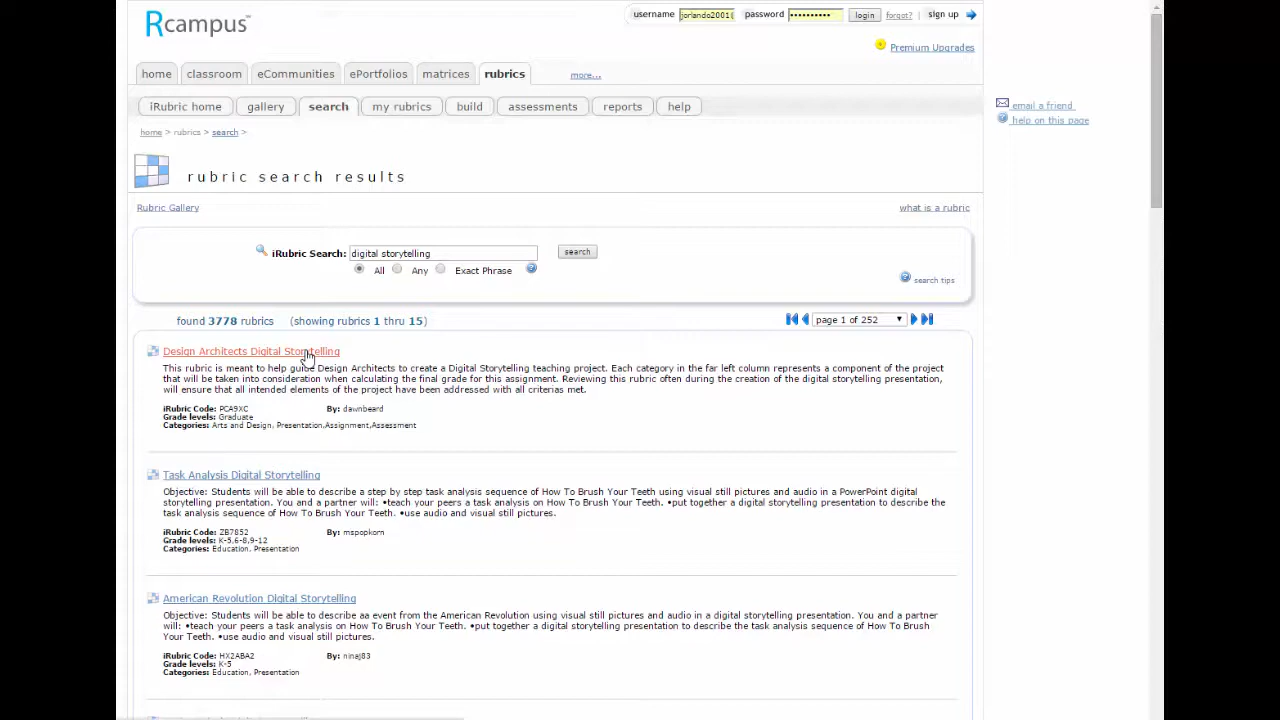 Rcampus™
username jorlando2001( password •••••••••• login forgot? | sign up
Premium Upgrades
home classroom eCommunities ePortfolios matrices rubrics more...
iRubric home gallery search my rubrics build assessments reports help
email a friend
help on this page
home > rubrics > search >
rubric search results
Rubric Gallery what is a rubric
iRubric Search: digital storytelling search
All Any Exact Phrase
search tips
found 3778 rubrics (showing rubrics 1 thru 15) page 1 of 252
Design Architects Digital Storytelling
This rubric is meant to help guide Design Architects to create a Digital Storytelling teaching project. Each category in the far left column represents a component of the project
that will be taken into consideration when calculating the final grade for this assignment. Reviewing this rubric often during the creation of the digital storytelling presentation,
will ensure that all intended elements of the project have been addressed with all criterias met.
iRubric Code: PCA9XC By: dawnbeard
Grade levels: Graduate
Categories: Arts and Design, Presentation,Assignment,Assessment
Task Analysis Digital Storytelling
Objective: Students will be able to describe a step by step task analysis sequence of How To Brush Your Teeth using visual still pictures and audio in a PowerPoint digital
storytelling presentation. You and a partner will: •teach your peers a task analysis on How To Brush Your Teeth. •put together a digital storytelling presentation to describe the
task analysis sequence of How To Brush Your Teeth. •use audio and visual still pictures.
iRubric Code: ZB7852 By: mspopkorn
Grade levels: K-5,6-8,9-12
Categories: Education, Presentation
American Revolution Digital Storytelling
Objective: Students will be able to describe aa event from the American Revolution using visual still pictures and audio in a digital storytelling presentation. You and a partner
will: •teach your peers a task analysis on How To Brush Your Teeth. •put together a digital storytelling presentation to describe the task analysis sequence of How To Brush
Your Teeth. •use audio and visual still pictures.
iRubric Code: HX2ABA2 By: ninaj83
Grade levels: K-5
Categories: Education, Presentation